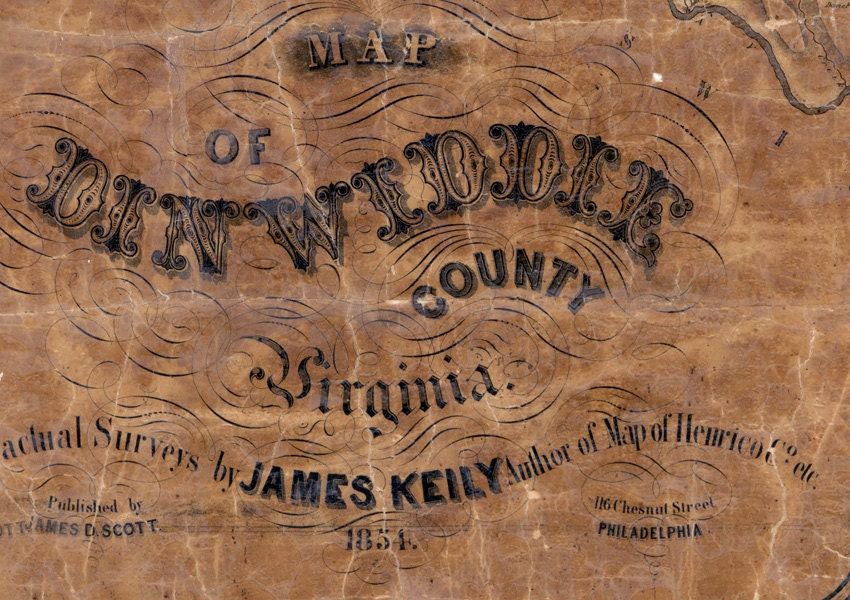 MAP
OF
DINWIDDIE
COUNTY
Virginia.
actual Surveys by JAMES KEILY Author of Map of Henrico Co. etc.
Published by
JAMES D. SCOTT.
116 Chesnut Street
PHILADELPHIA
1854.